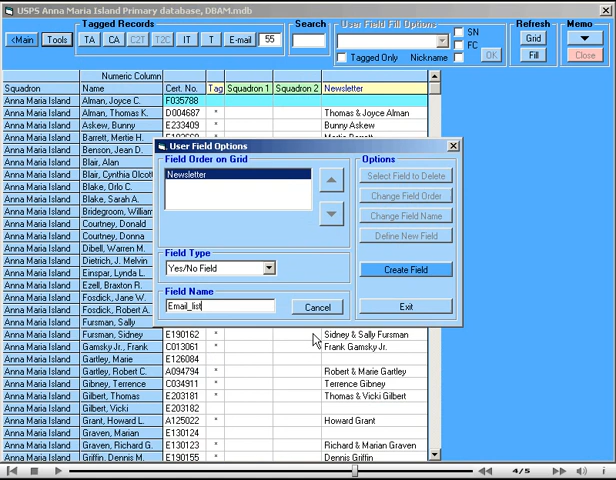 USPS Anna Maria Island Primary database, DBAM.mdb
Tagged Records
Search
User Field Fill Options
Refresh
Memo
<Main
Tools
TA
CA
C2T
T2C
IT
T
E-mail
55
SN
FC
Tagged Only
Nickname
OK
Grid
Fill
Close
Numeric Column
Squadron Name Cert. No. Tag Squadron 1 Squadron 2 Newsletter
Anna Maria Island Alman, Joyce C. F035788
Anna Maria Island Alman, Thomas K. D004687 * Thomas & Joyce Alman
Anna Maria Island Askew, Bunny E233409 * Bunny Askew
Anna Maria Island Barrett, Mertie H.
Anna Maria Island Benson, Jean D.
Anna Maria Island Blair, Alan
Anna Maria Island Blair, Cynthia Olcott
Anna Maria Island Blake, Orlo C.
Anna Maria Island Blake, Sarah A.
Anna Maria Island Bridegroom, William
Anna Maria Island Courtney, Donald
Anna Maria Island Courtney, Donna
Anna Maria Island Dibell, Warren M.
Anna Maria Island Dietrich, J. Melvin
Anna Maria Island Einspar, Lynda L.
Anna Maria Island Ezell, Braxton R.
Anna Maria Island Fosdick, Jane W.
Anna Maria Island Fosdick, Robert A.
Anna Maria Island Fursman, Sally
Anna Maria Island Fursman, Sidney E190162 * Sidney & Sally Fursman
Anna Maria Island Gamsky Jr., Frank C013061 * Frank Gamsky Jr.
Anna Maria Island Gartley, Marie E126084
Anna Maria Island Gartley, Robert C. A094794 * Robert & Marie Gartley
Anna Maria Island Gibney, Terrence C034911 * Terrence Gibney
Anna Maria Island Gilbert, Thomas E203181 * Thomas & Vicki Gilbert
Anna Maria Island Gilbert, Vicki E203182
Anna Maria Island Grant, Howard L. A125022 * Howard Grant
Anna Maria Island Graven, Marian E130124
Anna Maria Island Graven, Richard G. E130123 * Richard & Marian Graven
Anna Maria Island Griffin, Dennis M. E190155 * Dennis Griffin
User Field Options
Field Order on Grid
Newsletter
Field Type
Yes/No Field
Field Name
Email_list
Cancel
Options
Select Field to Delete
Change Field Order
Change Field Name
Define New Field
Create Field
Exit
4/5
i